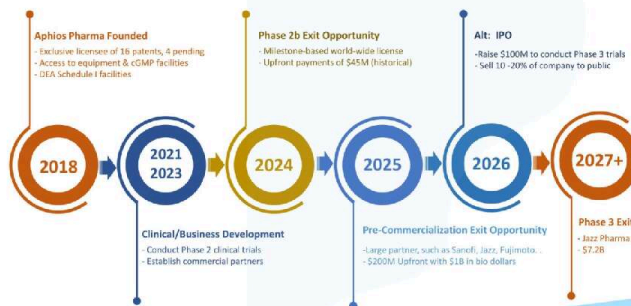 Aphios Pharma Founded
- Exclusive licensee of 16 patents, 4 pending
- Access to equipment & cGMP facilities
- DEA Schedule I facilities
Phase 2b Exit Opportunity
- Milestone-based world-wide license
- Upfront payments of $45M (historical)
Alt: IPO
-Raise $100M to conduct Phase 3 trials
- Sell 10 -20% of company to public
2018
2021
2023
2024
2025
2026
2027+
Clinical/Business Development
- Conduct Phase 2 clinical trials
- Establish commercial partners
Pre-Commercialization Exit Opportunity
-Large partner, such as Sanofi, Jazz, Fujimoto. .
- $200M Upfront with $1B in bio dollars
Phase 3 Exit
- Jazz Pharma
- $7.2B